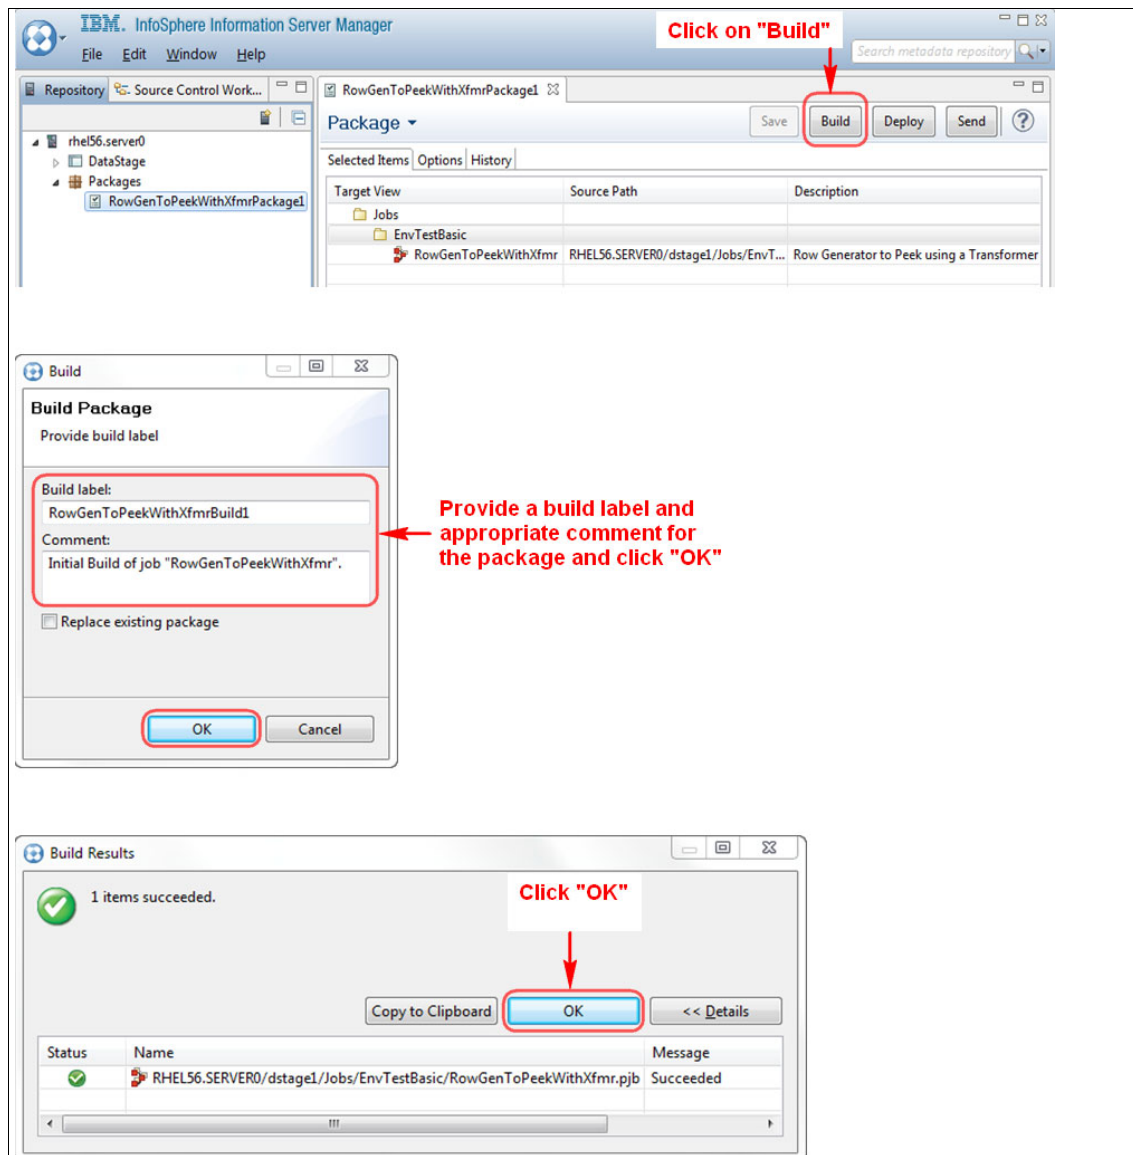 IBM. InfoSphere Information Server Manager
Click on "Build"
File Edit Window Help
Search metadata repository
Repository Source Control Work...
RowGenToPeekWithXfmrPackage1
Package
Save Build Deploy Send ?
rhel56.server0
DataStage
Packages
RowGenToPeekWithXfmrPackage1
Selected Items Options History
Target View Source Path Description
Jobs
EnvTestBasic
RowGenToPeekWithXfmr RHEL56.SERVER0/dstage1/Jobs/EnvT... Row Generator to Peek using a Transformer
Build
Build Package
Provide build label
Build label:
RowGenToPeekWithXfmrBuild1
Comment:
Initial Build of job "RowGenToPeekWithXfmr".
Provide a build label and
appropriate comment for
the package and click "OK"
Replace existing package
OK Cancel
Build Results
1 items succeeded.
Click "OK"
Copy to Clipboard OK << Details
Status Name Message
RHEL56.SERVER0/dstage1/Jobs/EnvTestBasic/RowGenToPeekWithXfmr.pjb Succeeded